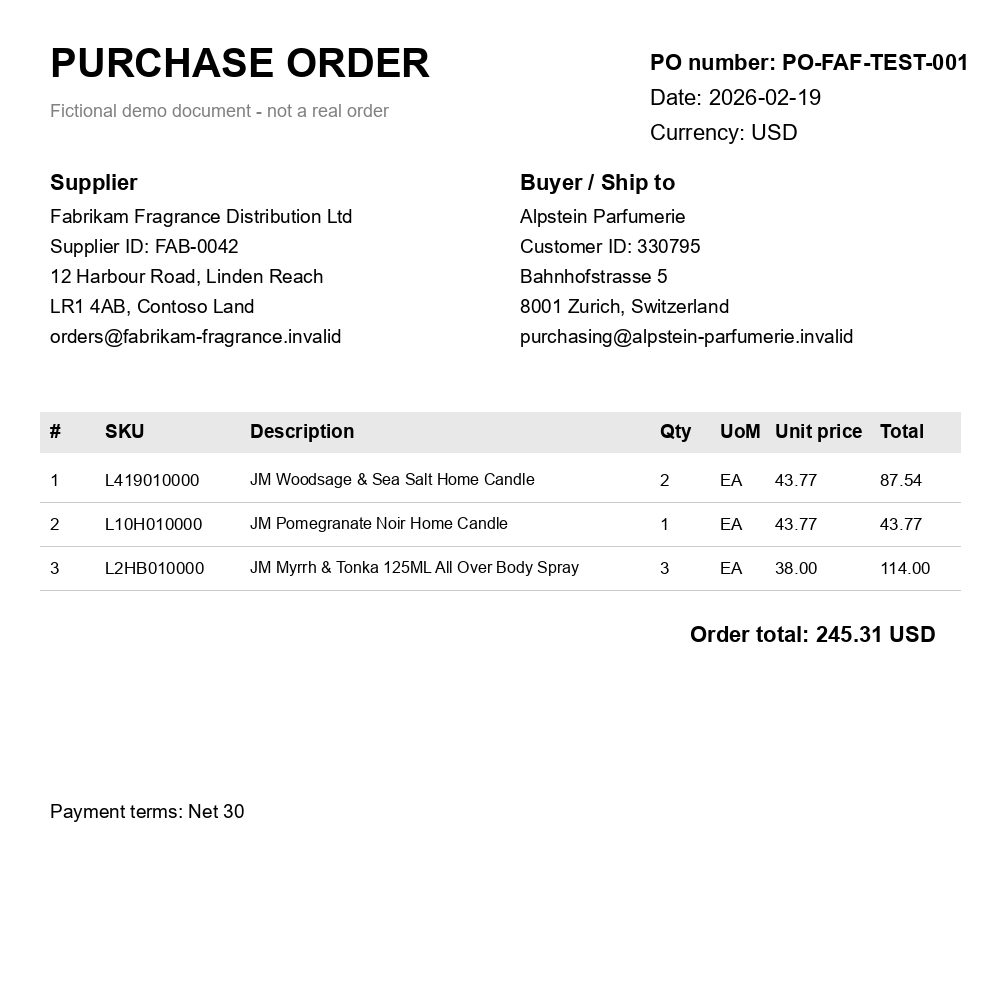 PURCHASE ORDER
Fictional demo document - not a real order
PO number: PO-FAF-TEST-001
Date: 2026-02-19
Currency: USD
Supplier
Fabrikam Fragrance Distribution Ltd
Supplier ID: FAB-0042
12 Harbour Road, Linden Reach
LR1 4AB, Contoso Land
orders@fabrikam-fragrance.invalid
Buyer / Ship to
Alpstein Parfumerie
Customer ID: 330795
Bahnhofstrasse 5
8001 Zurich, Switzerland
purchasing@alpstein-parfumerie.invalid
# SKU Description Qty UoM Unit price Total
1 L419010000 JM Woodsage & Sea Salt Home Candle 2 EA 43.77 87.54
2 L10H010000 JM Pomegranate Noir Home Candle 1 EA 43.77 43.77
3 L2HB010000 JM Myrrh & Tonka 125ML All Over Body Spray 3 EA 38.00 114.00
Order total: 245.31 USD
Payment terms: Net 30